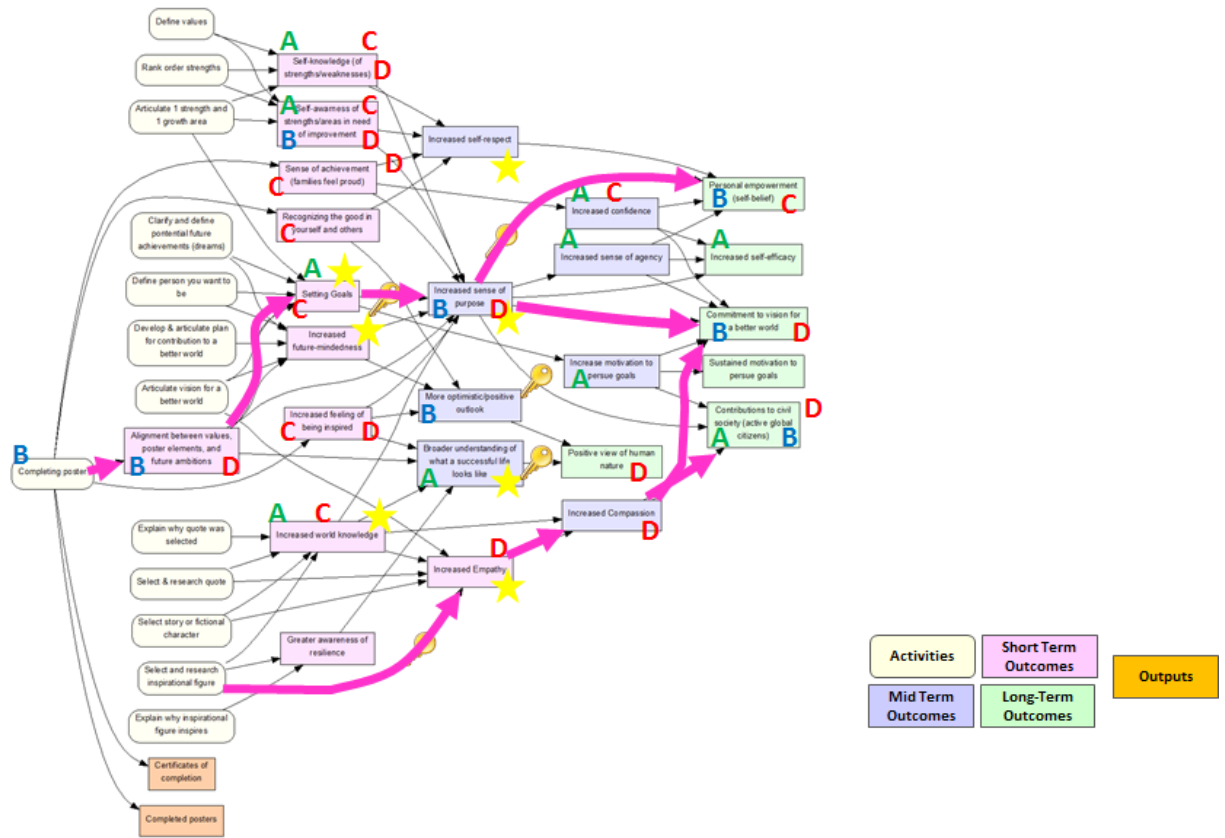 Define values
A
C
Self-knowledge (of
strengths/weaknesses)
D
Rank order strengths
Articulate 1 strength and
1 growth area
A
C
Self-awarness of
strengths/areas in need
of improvement
B
D
Increased self-respect
D
Sense of achievement
(families feel proud)
C
Recognizing the good in
yourself and others
C
A
C
Increased confidence
Personal empowerment
(self-belief)
B
C
Clarify and define
pontential future
achievements (dreams)
A
Increased sense of agency
A
Increased self-efficacy
Define person you want to
be
A
Setting Goals
C
Increased sense of
purpose
B
D
Commitment to vision for
a better world
B
D
Develop & articulate plan
for contribution to a
better world
Increased
future-mindedness
Increase motivation to
persue goals
A
Sustained motivation to
persue goals
Articulate vision for a
better world
More optimistic/positive
outlook
B
Increased feeling of
being inspired
C
D
D
Contributions to civil
society (active global
citizens)
A
B
B
Completing poster
Alignment between values,
poster elements, and
future ambitions
B
D
Broader understanding of
what a successful life
looks like
A
Positive view of human
nature
D
Explain why quote was
selected
A
C
Increased world knowledge
Increased Compassion
D
Select & research quote
D
Increased Empathy
Select story or fictional
character
Greater awareness of
resilience
Select and research
inspirational figure
Explain why inspirational
figure inspires
Certificates of
completion
Completed posters
Activities
Short Term
Outcomes
Mid Term
Outcomes
Long-Term
Outcomes
Outputs